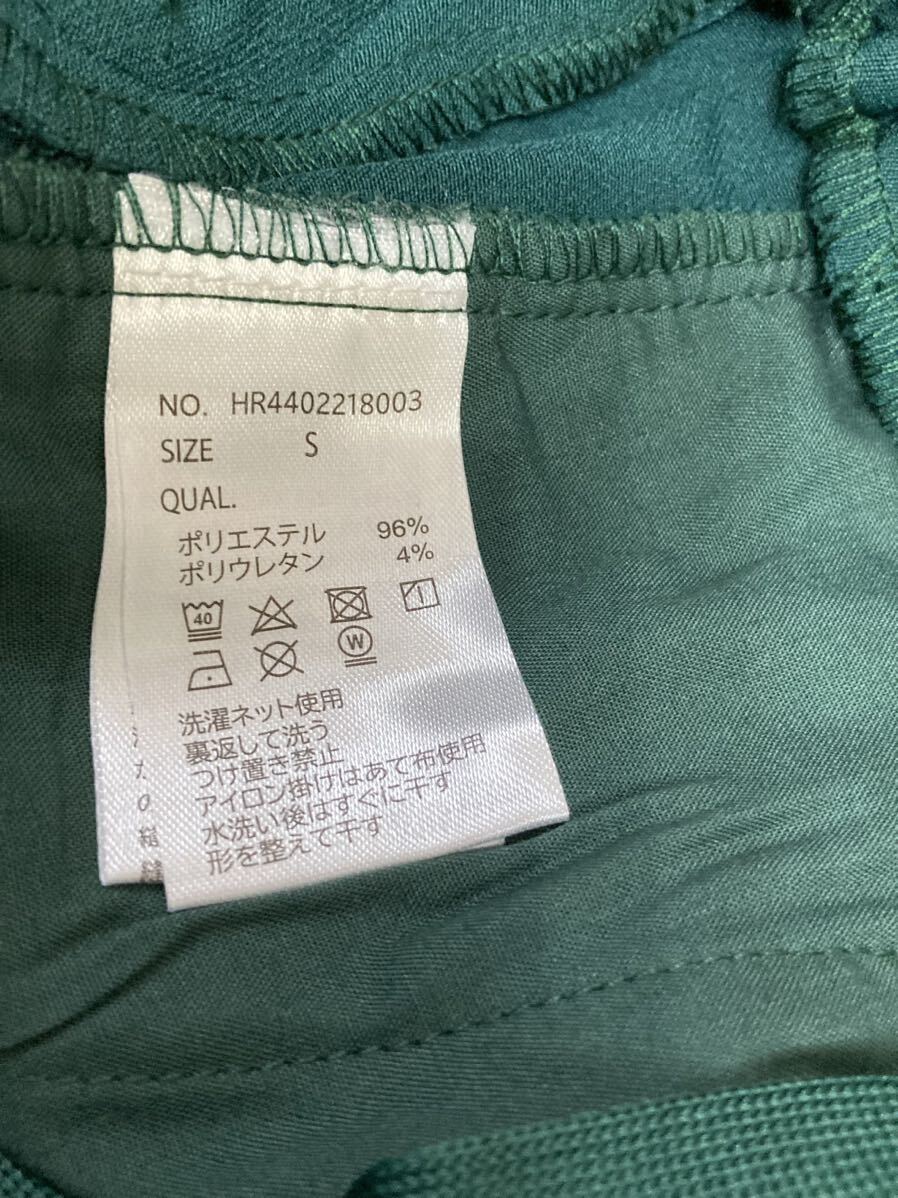 NO. HR4402218003
SIZE S
QUAL.
ポリエステル 96%
ポリウレタン 4%
40
W
洗濯ネット使用
裏返して洗う
つけ置き禁止
アイロン掛けはあて布使用
水洗い後はすぐに干す
形を整えて干す